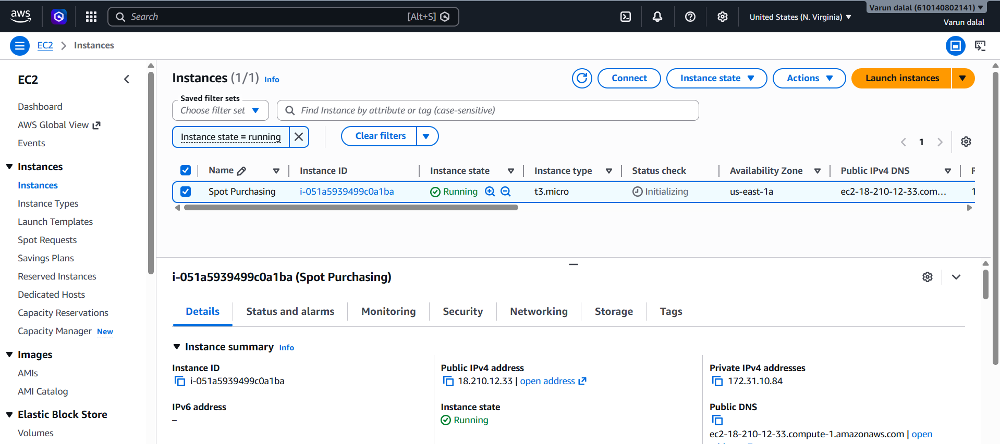 aws
Search [Alt+S]
United States (N. Virginia)
Varun dalal (610140802141)
Varun dalal
EC2 Instances
EC2
Dashboard
AWS Global View
Events
Instances
Instances
Instance Types
Launch Templates
Spot Requests
Savings Plans
Reserved Instances
Dedicated Hosts
Capacity Reservations
Capacity Manager New
Images
AMIs
AMI Catalog
Elastic Block Store
Volumes
Instances (1/1) Info
Connect
Instance state
Actions
Launch instances
Saved filter sets
Choose filter set
Find Instance by attribute or tag (case-sensitive)
Instance state = running
Clear filters
1
Name Instance ID Instance state Instance type Status check Availability Zone Public IPv4 DNS
Spot Purchasing i-051a5939499c0a1ba Running t3.micro Initializing us-east-1a ec2-18-210-12-33.com...
i-051a5939499c0a1ba (Spot Purchasing)
Details Status and alarms Monitoring Security Networking Storage Tags
Instance summary Info
Instance ID
i-051a5939499c0a1ba
Public IPv4 address
18.210.12.33 | open address
Private IPv4 addresses
172.31.10.84
IPv6 address
–
Instance state
Running
Public DNS
ec2-18-210-12-33.compute-1.amazonaws.com | open